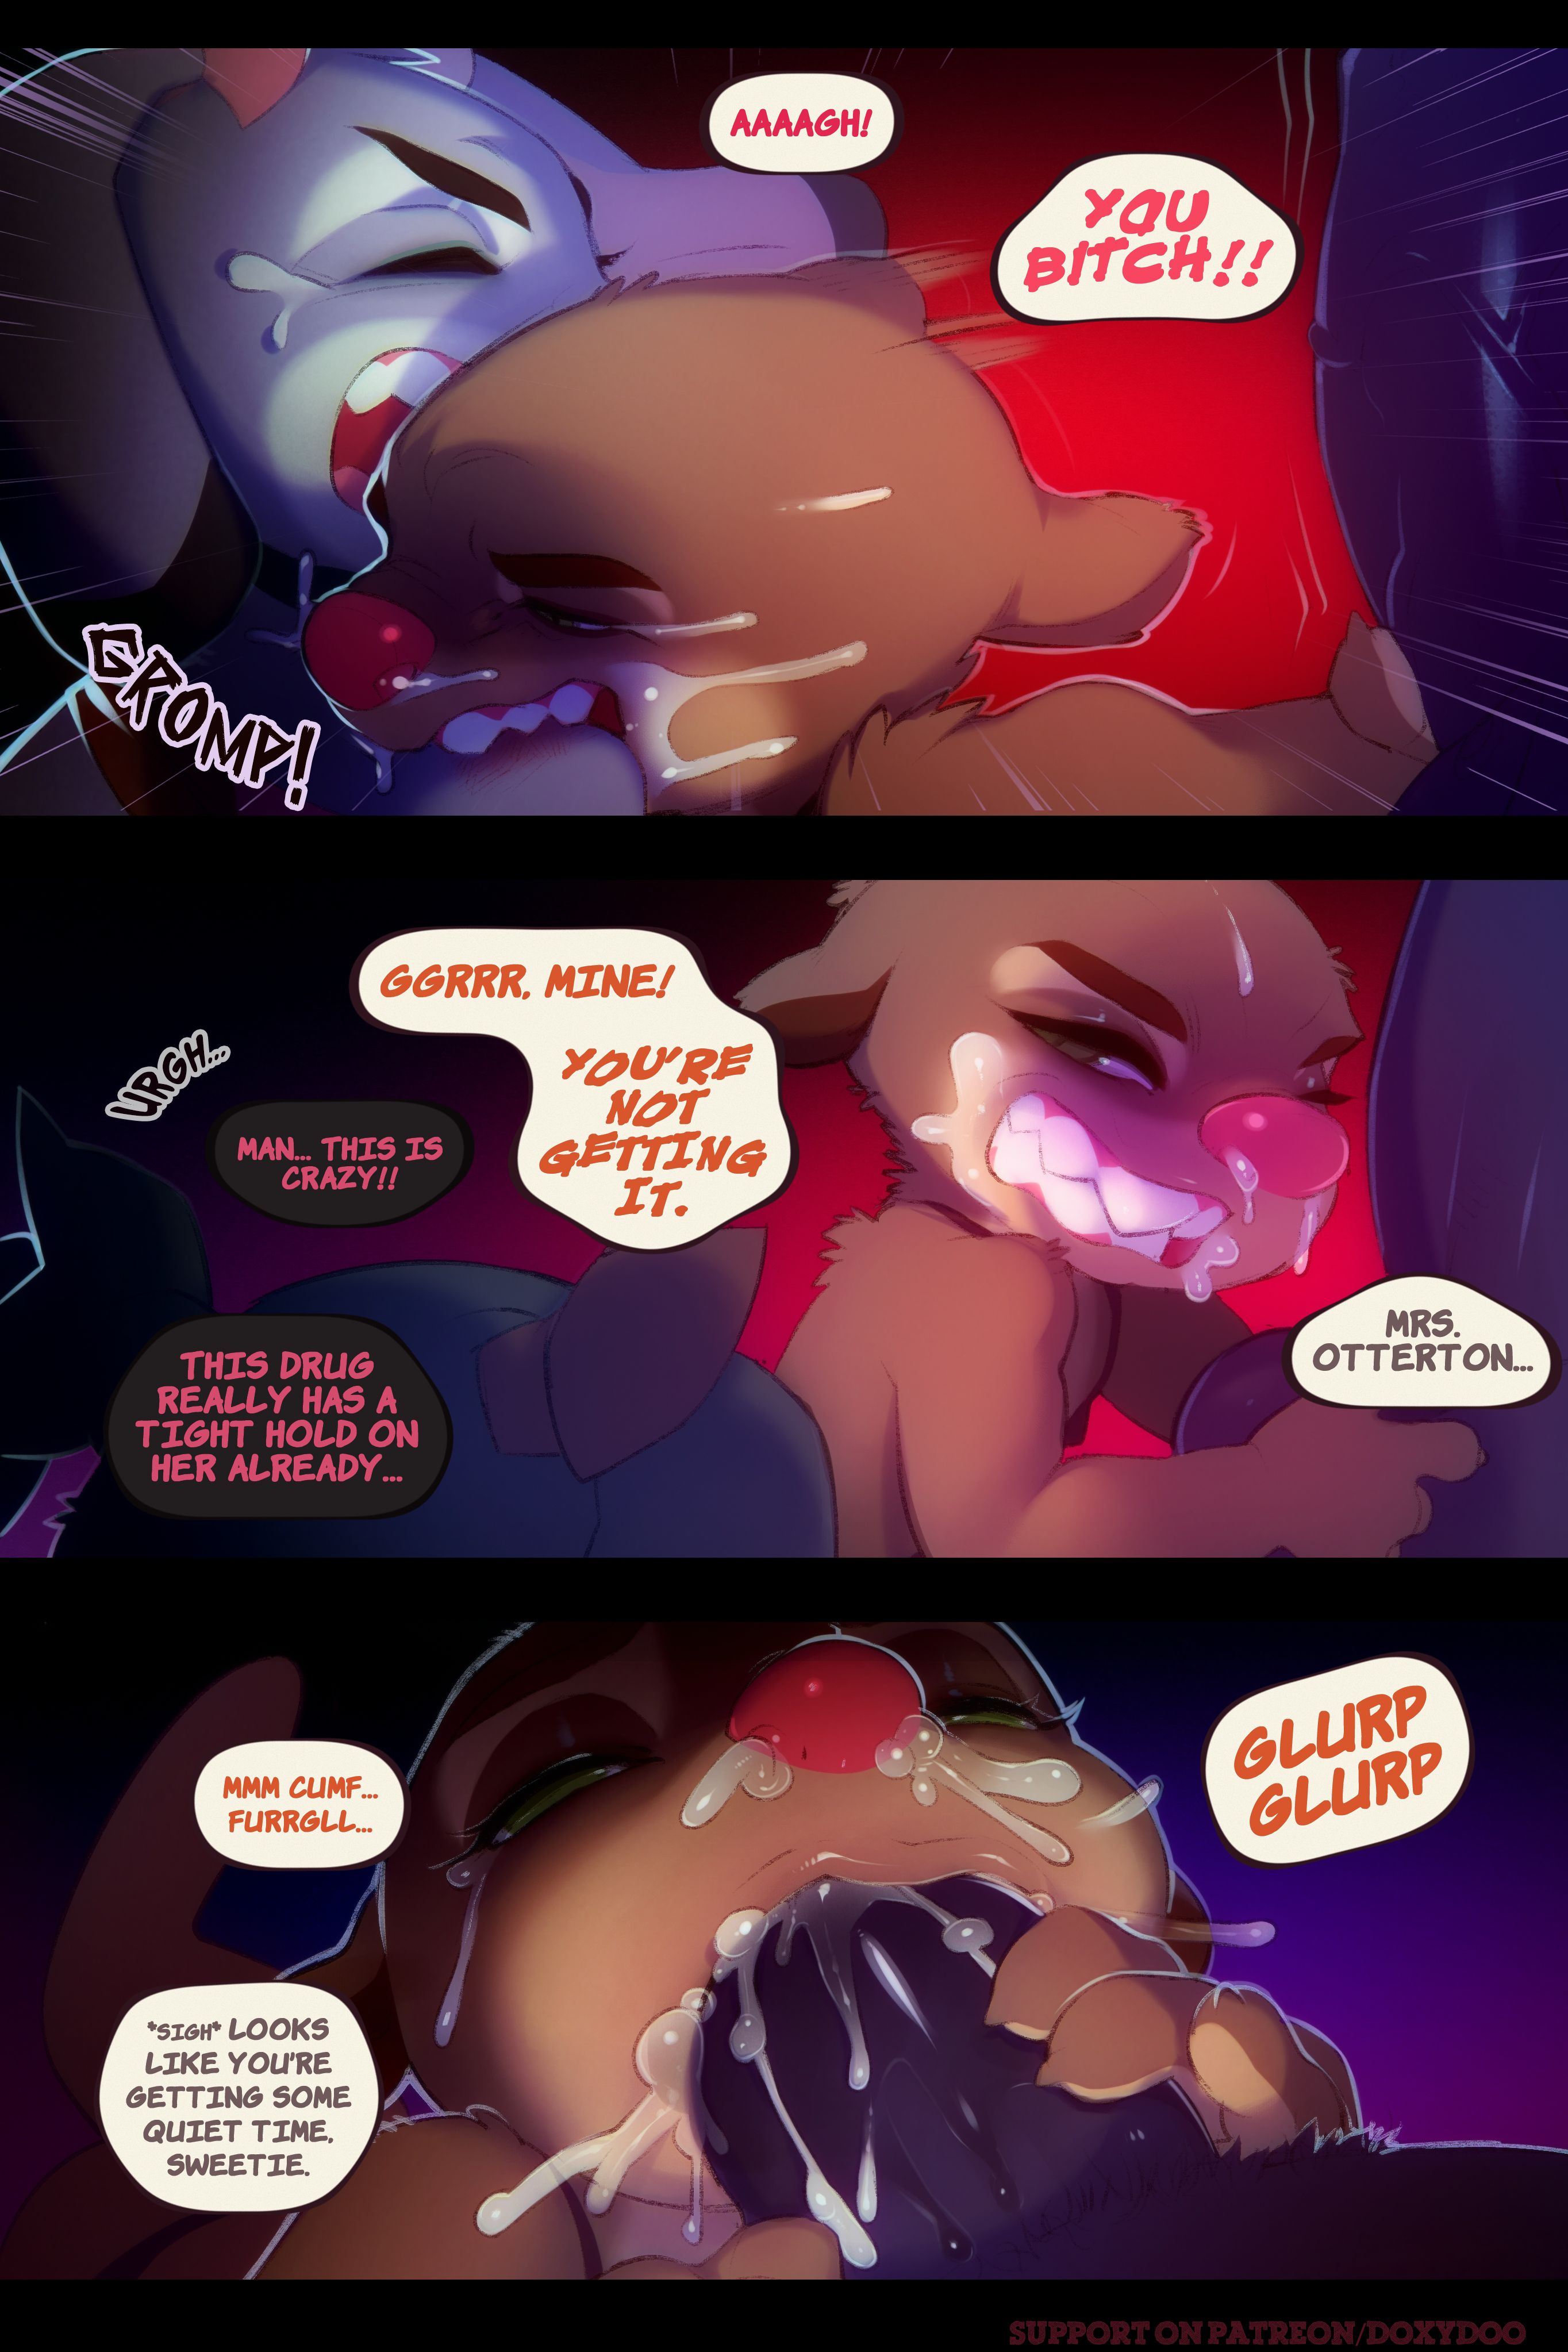 AAAAGH!
YOU
BITCH!!
GROMP!
GGRRR, MINE!
YOU'RE
NOT
GETTING
IT.
URGH...
MAN... THIS IS
CRAZY!!
THIS DRUG
REALLY HAS A
TIGHT HOLD ON
HER ALREADY...
MRS.
OTTERTON...
MMM CUMF...
FURRGLL...
GLURP
GLURP
*SIGH* LOOKS
LIKE YOU'RE
GETTING SOME
QUIET TIME,
SWEETIE.
SUPPORT ON PATREON/DOXYDOO